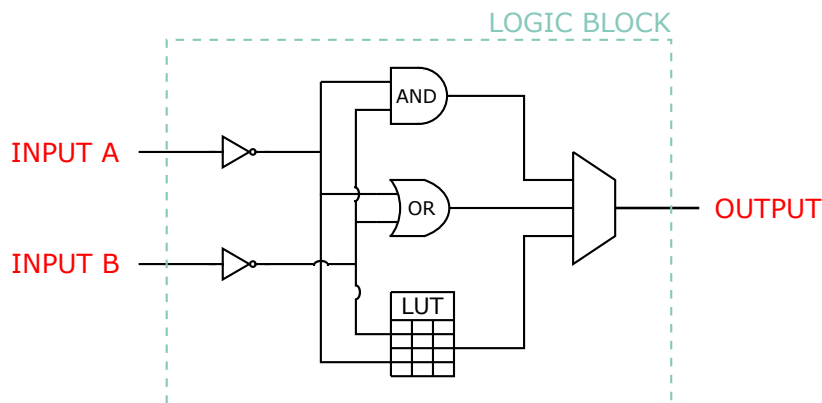 LOGIC BLOCK
AND
INPUT A
OR
OUTPUT
INPUT B
LUT